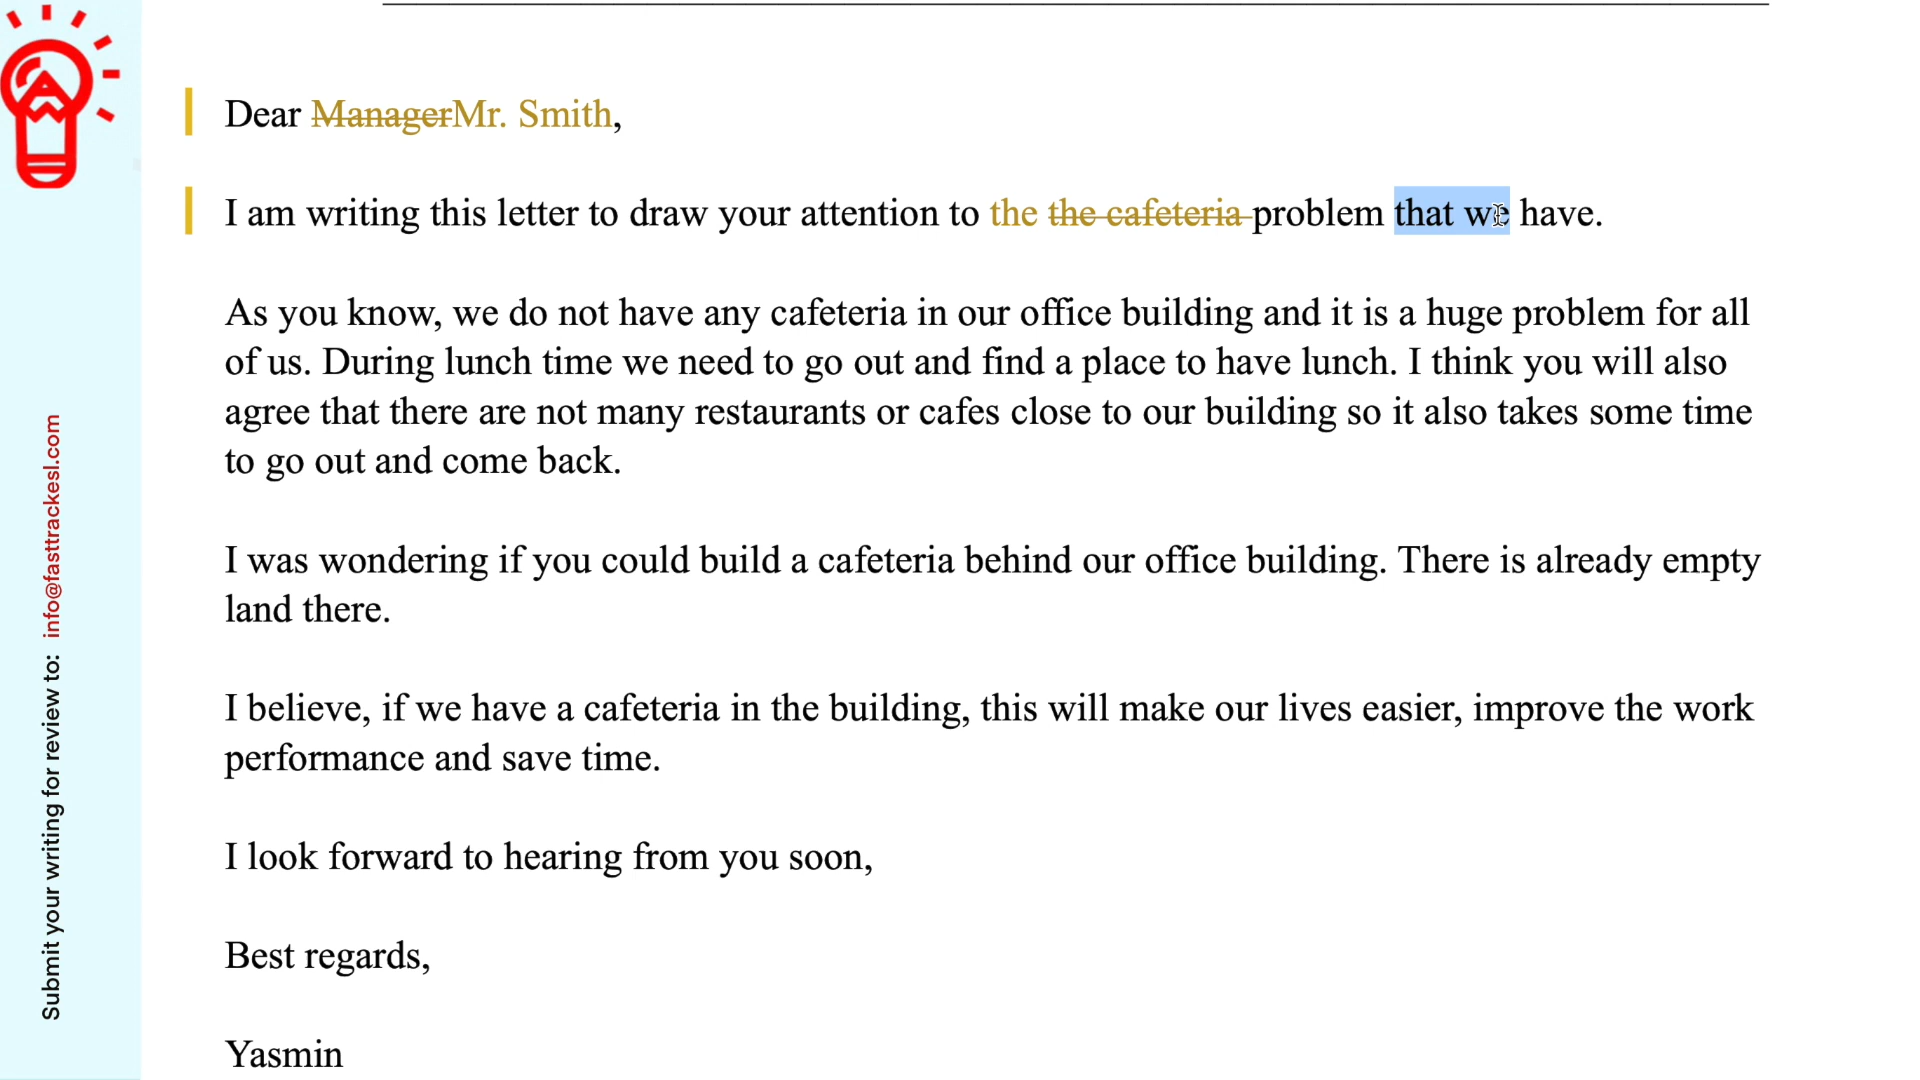 Dear ManagerMr. Smith,
I am writing this letter to draw your attention to the the cafeteria problem that we have.
As you know, we do not have any cafeteria in our office building and it is a huge problem for all
of us. During lunch time we need to go out and find a place to have lunch. I think you will also
agree that there are not many restaurants or cafes close to our building so it also takes some time
to go out and come back.
I was wondering if you could build a cafeteria behind our office building. There is already empty
land there.
I believe, if we have a cafeteria in the building, this will make our lives easier, improve the work
performance and save time.
I look forward to hearing from you soon,
Best regards,
Yasmin
Submit your writing for review to: info@fasttrackesl.com